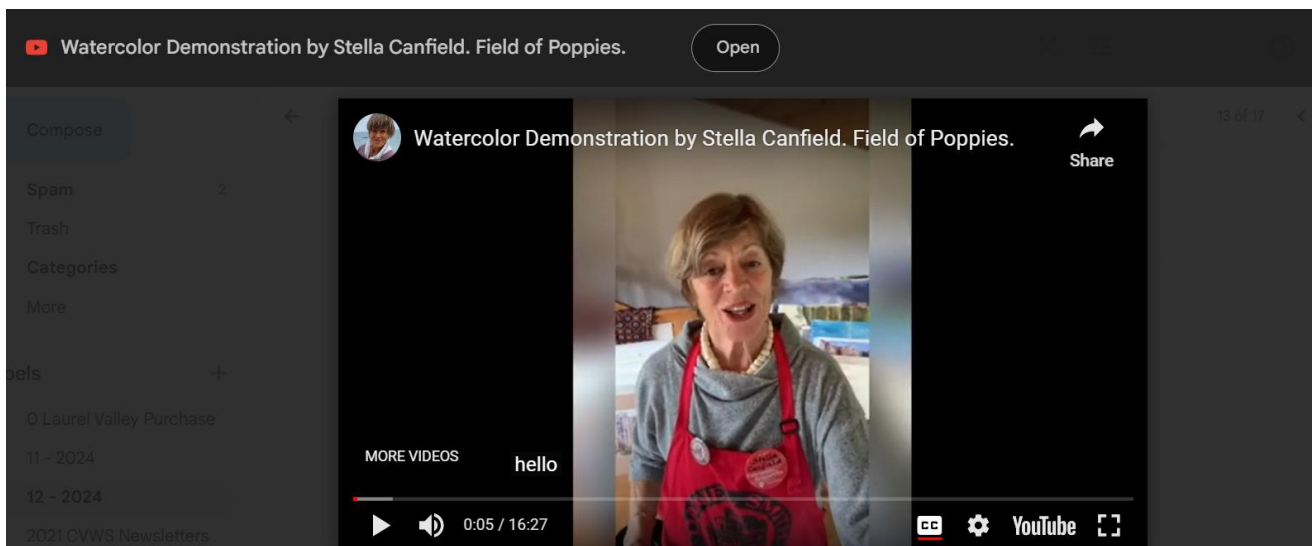 Watercolor Demonstration by Stella Canfield. Field of Poppies.
Open
Compose
13 of 17
Watercolor Demonstration by Stella Canfield. Field of Poppies.
Share
Spam 2
Trash
Categories
More
bels
0 Laurel Valley Purchase
11 - 2024
12 - 2024
2021 CVWS Newsletters
MORE VIDEOS
hello
0:05 / 16:27
CC
YouTube